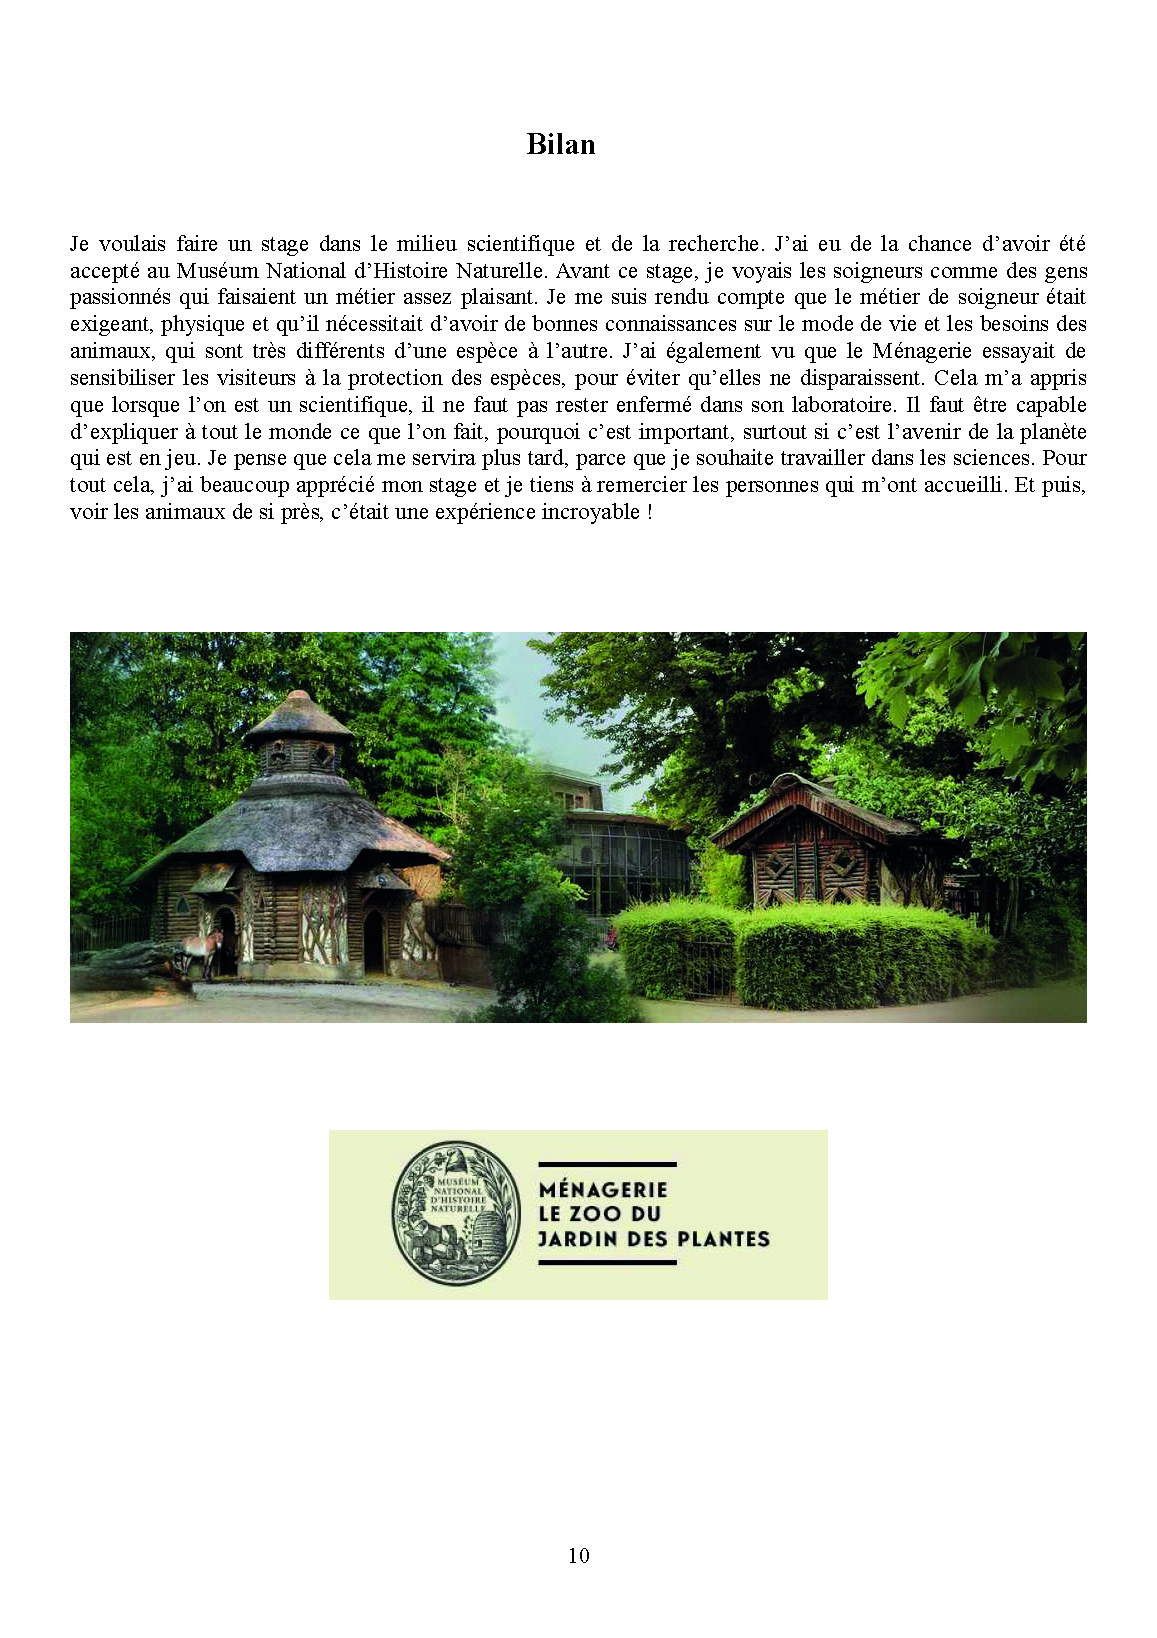 Bilan
Je voulais faire un stage dans le milieu scientifique et de la recherche. J’ai eu de la chance d’avoir été
accepté au Muséum National d’Histoire Naturelle. Avant ce stage, je voyais les soigneurs comme des gens
passionnés qui faisaient un métier assez plaisant. Je me suis rendu compte que le métier de soigneur était
exigeant, physique et qu’il nécessitait d’avoir de bonnes connaissances sur le mode de vie et les besoins des
animaux, qui sont très différents d’une espèce à l’autre. J’ai également vu que le Ménagerie essayait de
sensibiliser les visiteurs à la protection des espèces, pour éviter qu’elles ne disparaissent. Cela m’a appris
que lorsque l’on est un scientifique, il ne faut pas rester enfermé dans son laboratoire. Il faut être capable
d’expliquer à tout le monde ce que l’on fait, pourquoi c’est important, surtout si c’est l’avenir de la planète
qui est en jeu. Je pense que cela me servira plus tard, parce que je souhaite travailler dans les sciences. Pour
tout cela, j’ai beaucoup apprécié mon stage et je tiens à remercier les personnes qui m’ont accueilli. Et puis,
voir les animaux de si près, c’était une expérience incroyable !
MUSÉUM
NATIONAL
D'HISTOIRE
NATURELLE
MÉNAGERIE
LE ZOO DU
JARDIN DES PLANTES
10